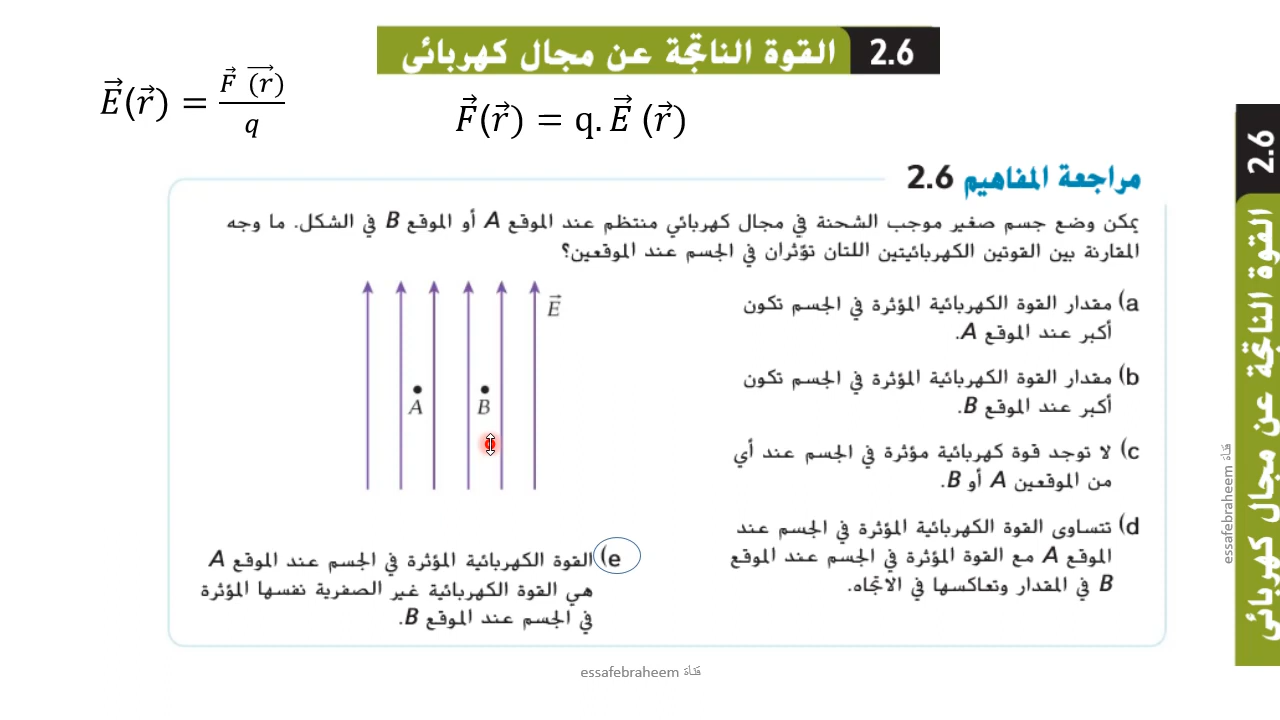 2.6 القوة الناتجة عن مجال كهربائي
E⃗(r⃗) = F⃗ (r⃗) / q
F⃗(r⃗) = q. E⃗ (r⃗)
مراجعة المفاهيم 2.6
يمكن وضع جسم صغير موجب الشحنة في مجال كهربائي منتظم عند الموقع A أو الموقع B في الشكل. ما وجه
المقارنة بين القوتين الكهربائيتين اللتان تؤثران في الجسم عند الموقعين؟
a) مقدار القوة الكهربائية المؤثرة في الجسم تكون
أكبر عند الموقع A.
b) مقدار القوة الكهربائية المؤثرة في الجسم تكون
أكبر عند الموقع B.
c) لا توجد قوة كهربائية مؤثرة في الجسم عند أي
من الموقعين A أو B.
d) تتساوى القوة الكهربائية المؤثرة في الجسم عند
الموقع A مع القوة المؤثرة في الجسم عند الموقع
B في المقدار وتعاكسها في الاتجاه.
E⃗
A
B
e) القوة الكهربائية المؤثرة في الجسم عند الموقع A
هي القوة الكهربائية غير الصفرية نفسها المؤثرة
في الجسم عند الموقع B.
قناة essafebraheem
2.6 القوة الناتجة عن مجال كهربائي
قناة essafebraheem